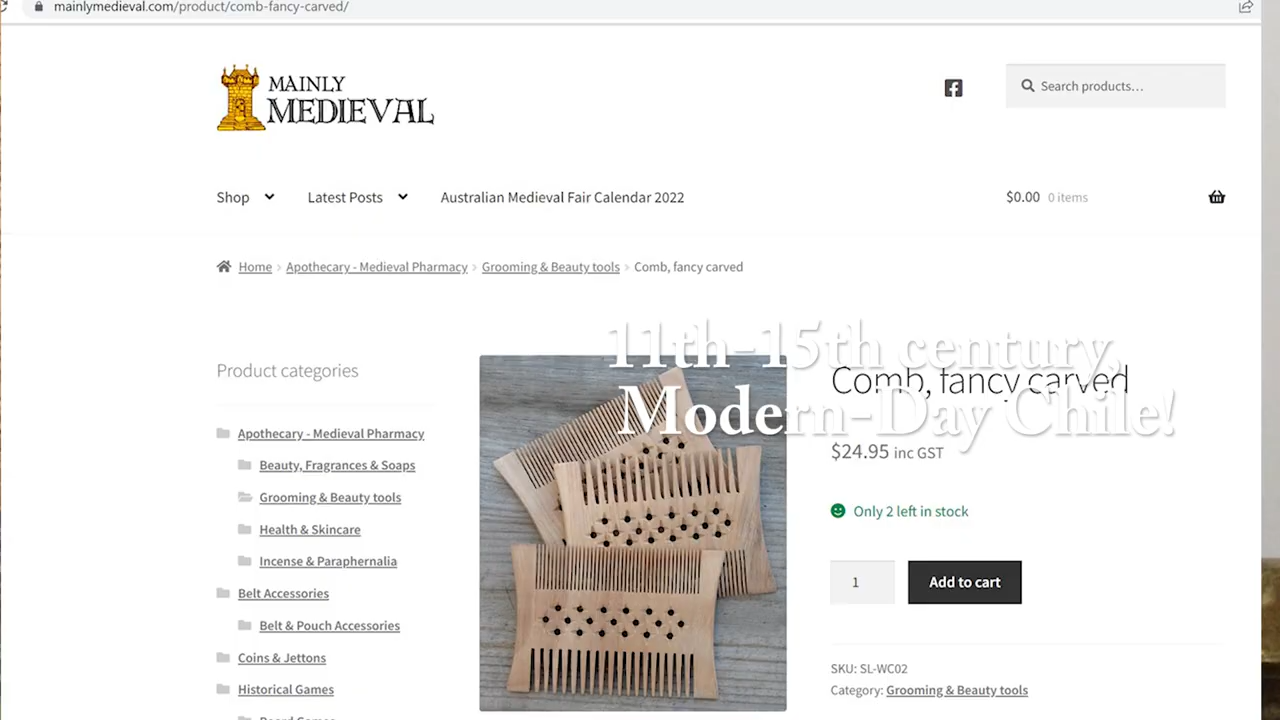 mainlymedieval.com/product/comb-fancy-carved/
MAINLY
MEDIEVAL
Search products…
Shop
Latest Posts
Australian Medieval Fair Calendar 2022
$0.00 0 items
Home
Apothecary - Medieval Pharmacy
Grooming & Beauty tools
Comb, fancy carved
11th-15th century,
Modern-Day Chile!
Product categories
Apothecary - Medieval Pharmacy
Beauty, Fragrances & Soaps
Grooming & Beauty tools
Health & Skincare
Incense & Paraphernalia
Belt Accessories
Belt & Pouch Accessories
Coins & Jettons
Historical Games
Board Games
Comb, fancy carved
$24.95 inc GST
Only 2 left in stock
1
Add to cart
SKU: SL-WC02
Category: Grooming & Beauty tools